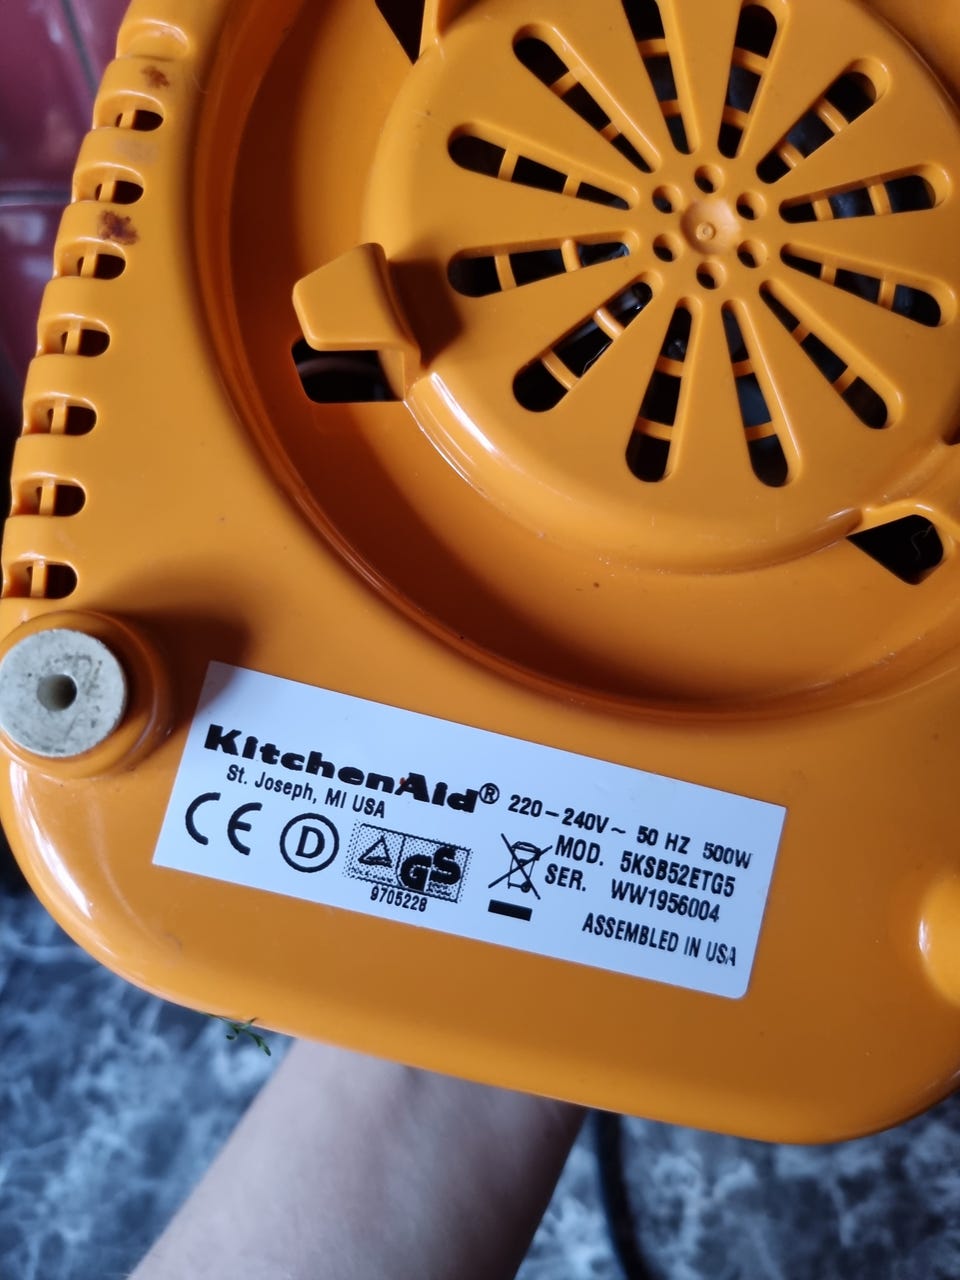 KitchenAid®
St. Joseph, MI USA
220-240V~ 50 HZ 500W
MOD. 5KSB52ETG5
SER. WW1956004
ASSEMBLED IN USA
CE D GS
9705228